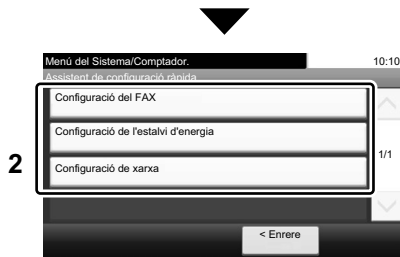 Menú del Sistema/Comptador.
10:10
Assistent de configuració ràpida
Configuració del FAX
Configuració de l'estalvi d'energia
1/1
2
Configuració de xarxa
< Enrere